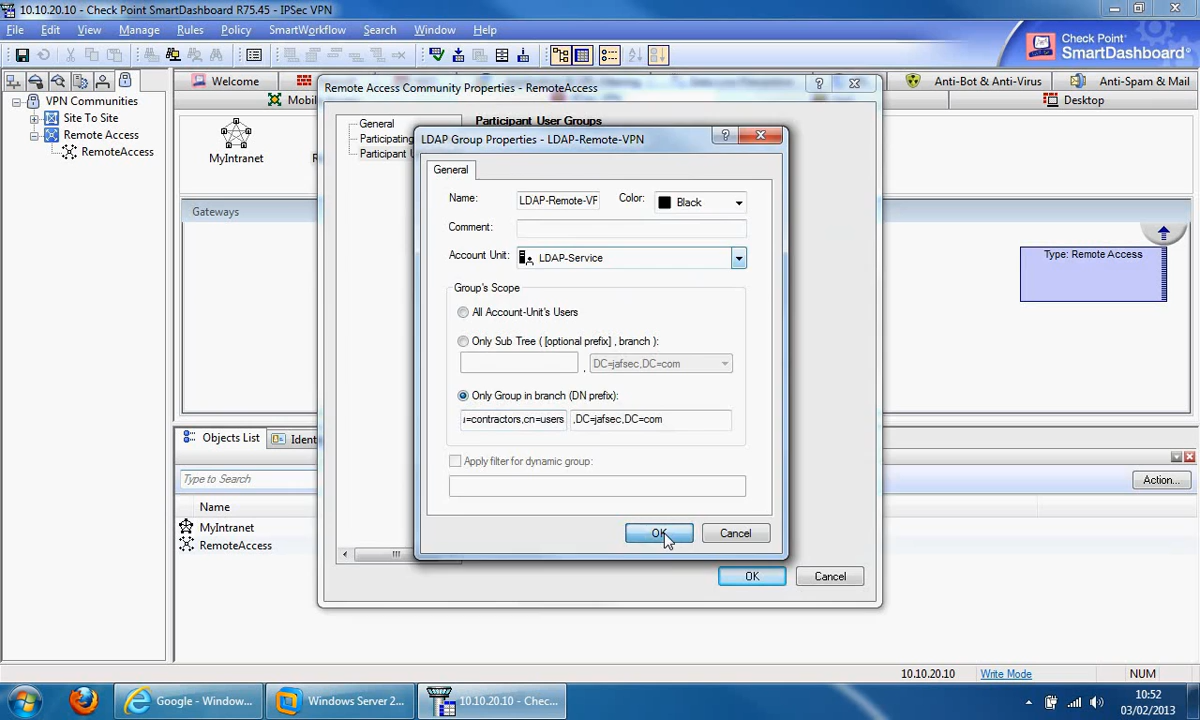 10.10.20.10 - Check Point SmartDashboard R75.45 - IPSec VPN
File Edit View Manage Rules Policy SmartWorkflow Search Window Help
Check Point
SmartDashboard
Welcome
Anti-Bot & Anti-Virus
Anti-Spam & Mail
Desktop
VPN Communities
Site To Site
Remote Access
RemoteAccess
MyIntranet
Gateways
Type: Remote Access
Remote Access Community Properties - RemoteAccess
General
Participating
Participant
Participant User Groups
LDAP Group Properties - LDAP-Remote-VPN
General
Name: LDAP-Remote-VF Color: Black
Comment:
Account Unit: LDAP-Service
Group's Scope
All Account-Unit's Users
Only Sub Tree ( [optional prefix] , branch ):
, DC=jafsec,DC=com
Only Group in branch (DN prefix):
=contractors,cn=users ,DC=jafsec,DC=com
Apply filter for dynamic group:
OK Cancel
OK Cancel
Objects List
Type to Search
Action...
Name
MyIntranet
RemoteAccess
10.10.20.10 Write Mode NUM
Google - Window...
Windows Server 2...
10.10.20.10 - Chec...
10:52
03/02/2013